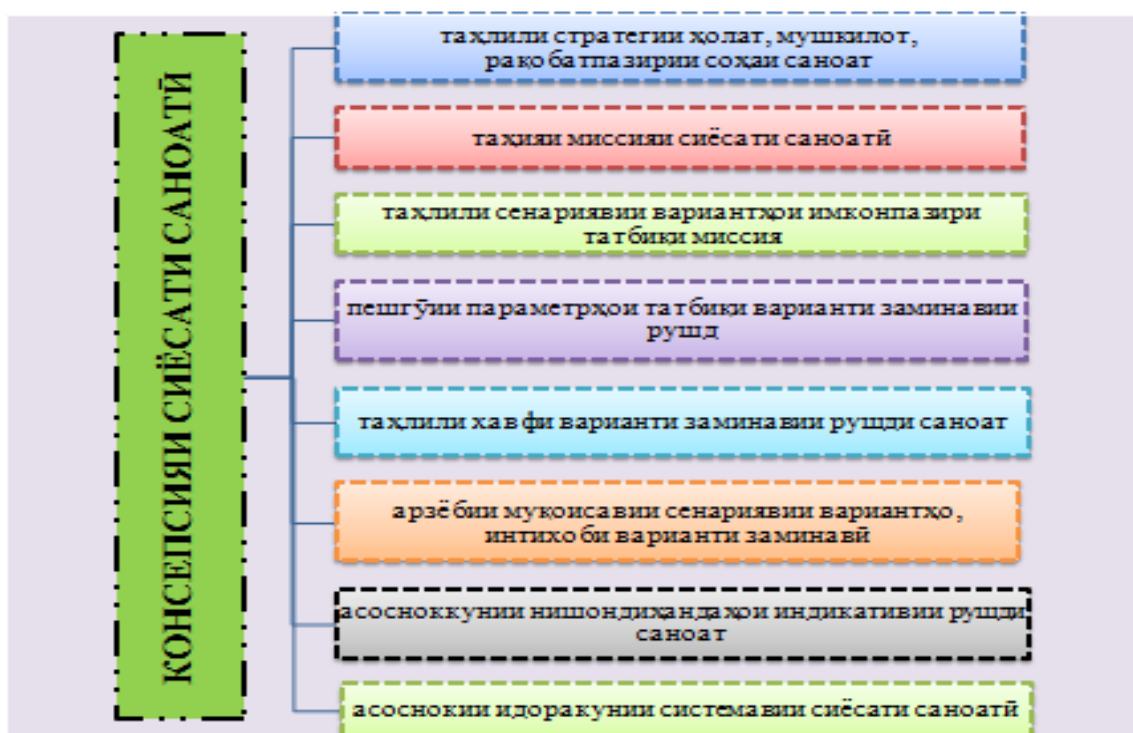 КОНСЕПСИЯИ СИЁСАТИ САНОАТӢ
таҳлили стратегии ҳолат, мушкилот,
рақобатпазирии соҳаи саноат
таҳияи миссияи сиёсати саноатӣ
таҳлили сенариявии вариантҳои имконпазири
татбиқи миссия
пешгӯии параметрҳои татбиқи варианти заминавии
рушд
таҳлили хавфи варианти заминавии рушди саноат
арзёбии муқоисавии сенариявии вариантҳо,
интихоби варианти заминавӣ
асосноккунии нишондиҳандаҳои индикативии рушди
саноат
асоснокии идоракунии системавии сиёсати саноатӣ